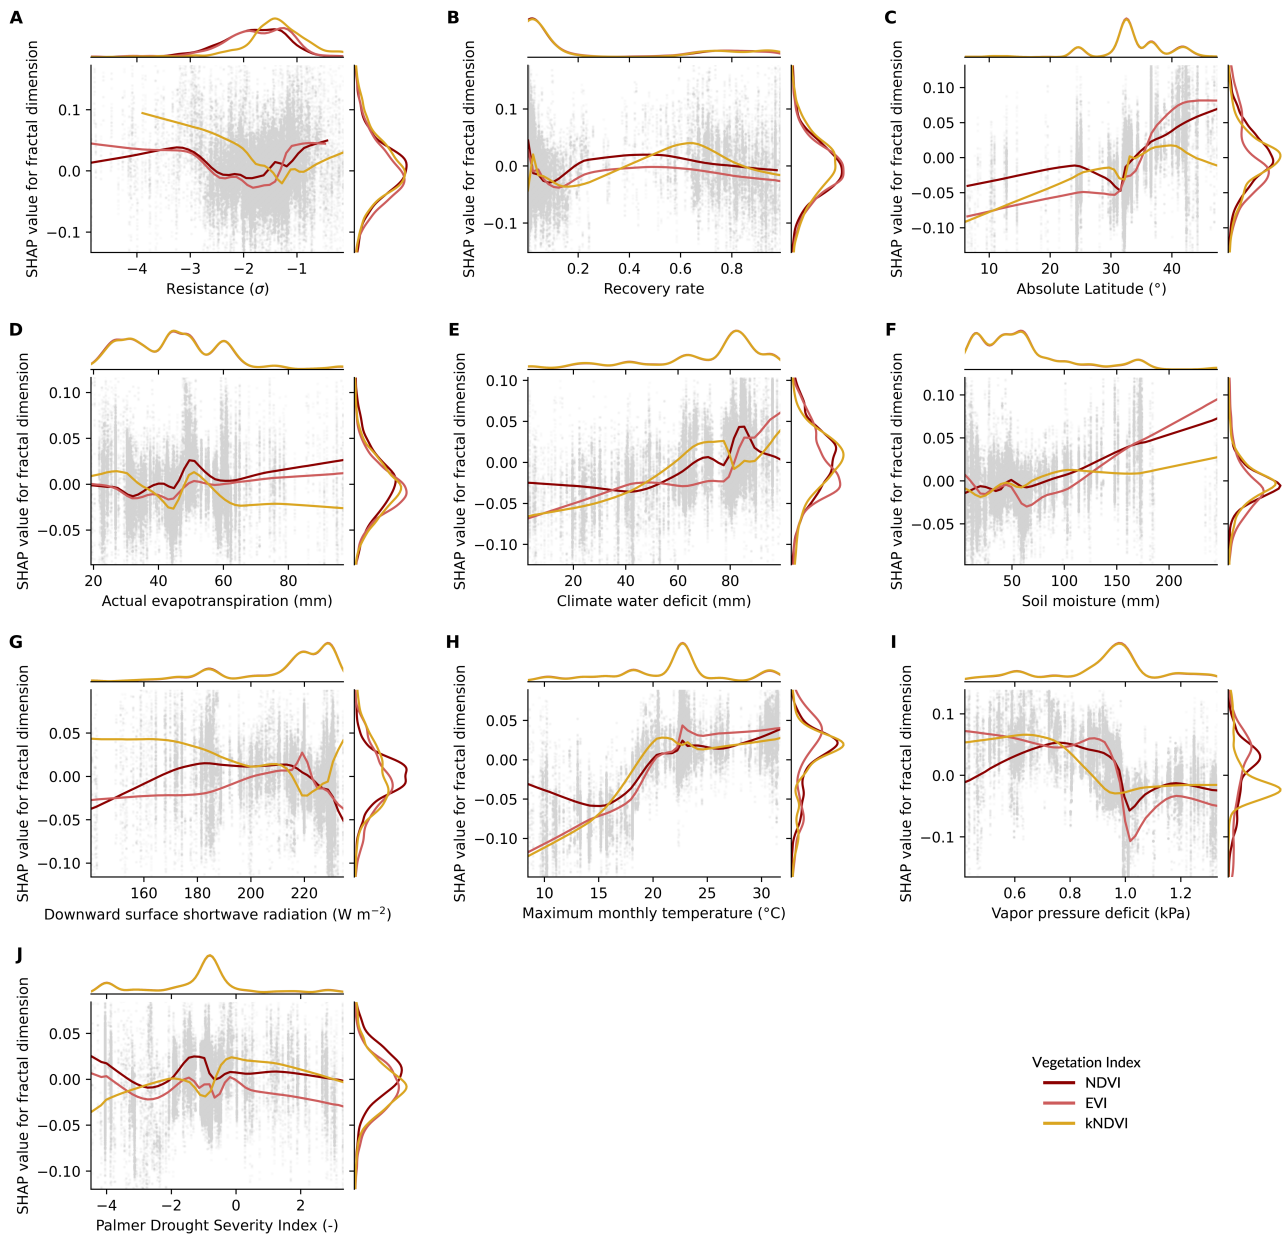 A
SHAP value for fractal dimension
0.1
0.0
−0.1
−4 −3 −2 −1
Resistance (σ)
B
SHAP value for fractal dimension
0.1
0.0
−0.1
0.2 0.4 0.6 0.8
Recovery rate
C
SHAP value for fractal dimension
0.10
0.05
0.00
−0.05
−0.10
10 20 30 40
Absolute Latitude (°)
D
SHAP value for fractal dimension
0.10
0.05
0.00
−0.05
20 40 60 80
Actual evapotranspiration (mm)
E
SHAP value for fractal dimension
0.10
0.05
0.00
−0.05
−0.10
20 40 60 80
Climate water deficit (mm)
F
SHAP value for fractal dimension
0.10
0.05
0.00
−0.05
50 100 150 200
Soil moisture (mm)
G
SHAP value for fractal dimension
0.05
0.00
−0.05
−0.10
160 180 200 220
Downward surface shortwave radiation (W m⁻²)
H
SHAP value for fractal dimension
0.05
0.00
−0.05
−0.10
10 15 20 25 30
Maximum monthly temperature (°C)
I
SHAP value for fractal dimension
0.1
0.0
−0.1
0.6 0.8 1.0 1.2
Vapor pressure deficit (kPa)
J
SHAP value for fractal dimension
0.05
0.00
−0.05
−0.10
−4 −2 0 2
Palmer Drought Severity Index (-)
Vegetation Index
NDVI
EVI
kNDVI